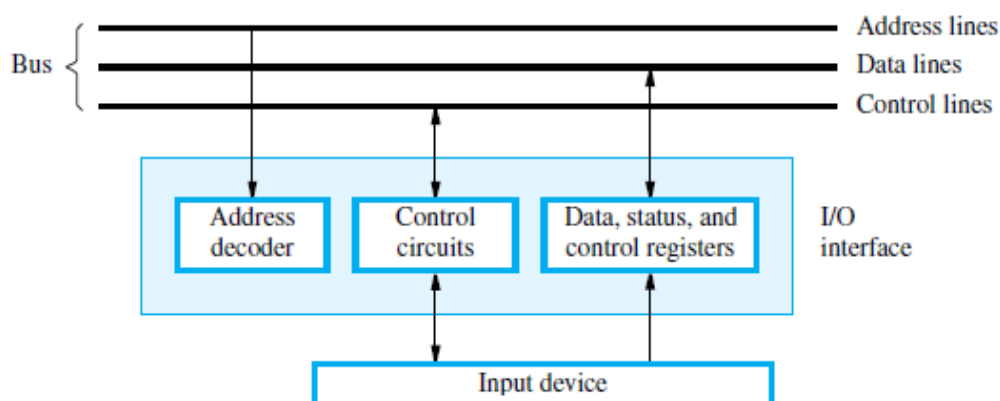 Address lines
Bus
Data lines
Control lines
Address
decoder
Control
circuits
Data, status, and
control registers
I/O
interface
Input device